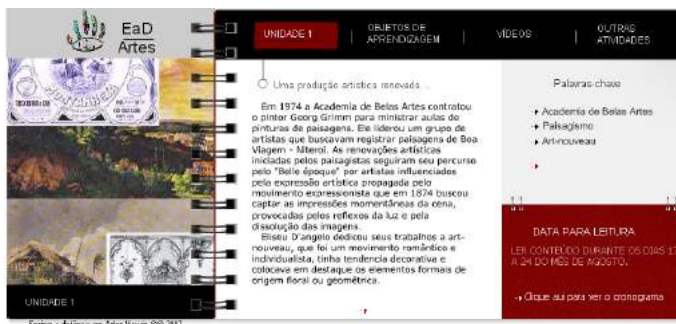 EaD
Artes
UNIDADE 1
OBJETOS DE
APRENDIZAGEM
VÍDEOS
OUTRAS
ATIVIDADES
Uma produção artística renovada...
Em 1974 a Academia de Belas Artes contratou
o pintor Georg Grimm para ministrar aulas de
pinturas de paisagens. Ele liderou um grupo de
artistas que buscavam registrar paisagens de Boa
Viagem - Niteroi. As renovações artísticas
iniciadas pelos paisagistas seguiram seu percurso
pelo "Belle époque" por artistas influenciados
pela expressão artística propagada pelo
movimento expressionista que em 1874 buscou
captar as impressões momentâneas da cena,
provocadas pelos reflexos da luz e pela
dissolução das imagens.
Eliseu D'angelo dedicou seus trabalhos a art-
nouveau, que foi um movimento romântico e
individualista, tinha tendencia decorativa e
colocava em destaque os elementos formais de
origem floral ou geométrica.
Palavras-chave
Academia de Belas Artes
Paisagismo
Art-nouveau
DATA PARA LEITURA
LER CONTEÚDO DURANTE OS DIAS 17
A 24 DO MÊS DE AGOSTO.
Clique aui para ver o cronograma
UNIDADE 1